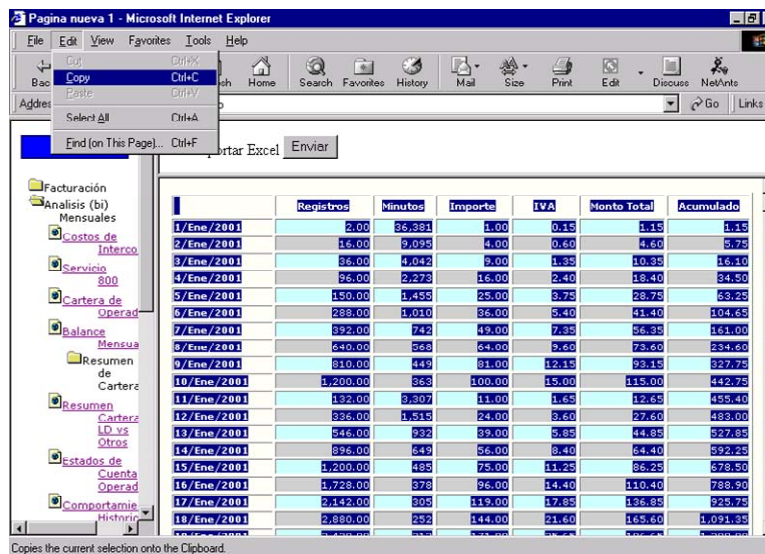 Pagina nueva 1 - Microsoft Internet Explorer
File Edit View Favorites Tools Help
Cut Ctrl+X
Copy Ctrl+C
Paste Ctrl+V
Select All Ctrl+A
Find (on This Page)... Ctrl+F
Bac sh Home Search Favorites History Mail Size Print Edit Discuss NetAnts
Addres Go Links
ortar Excel Enviar
Facturación
Analisis (bi)
Mensuales
Costos de
Interco
Servicio
800
Cartera de
Operad
Balance
Mensua
Resumen
de
Cartera
Resumen
Cartera
LD vs
Otros
Estados de
Cuenta
Operad
Comportamie
Historic
Registros Minutos Importe IVA Monto Total Acumulado
1/Ene/2001 2.00 36,381 1.00 0.15 1.15 1.15
2/Ene/2001 16.00 9,095 4.00 0.60 4.60 5.75
3/Ene/2001 36.00 4,042 9.00 1.35 10.35 16.10
4/Ene/2001 96.00 2,273 16.00 2.40 18.40 34.50
5/Ene/2001 150.00 1,455 25.00 3.75 28.75 63.25
6/Ene/2001 288.00 1,010 36.00 5.40 41.40 104.65
7/Ene/2001 392.00 742 49.00 7.35 56.35 161.00
8/Ene/2001 640.00 568 64.00 9.60 73.60 234.60
9/Ene/2001 810.00 449 81.00 12.15 93.15 327.75
10/Ene/2001 1,200.00 363 100.00 15.00 115.00 442.75
11/Ene/2001 132.00 3,307 11.00 1.65 12.65 455.40
12/Ene/2001 336.00 1,515 24.00 3.60 27.60 483.00
13/Ene/2001 546.00 932 39.00 5.85 44.85 527.85
14/Ene/2001 896.00 649 56.00 8.40 64.40 592.25
15/Ene/2001 1,200.00 485 75.00 11.25 86.25 678.50
16/Ene/2001 1,728.00 378 96.00 14.40 110.40 788.90
17/Ene/2001 2,142.00 305 119.00 17.85 136.85 925.75
18/Ene/2001 2,880.00 252 144.00 21.60 165.60 1,091.35
Copies the current selection onto the Clipboard.